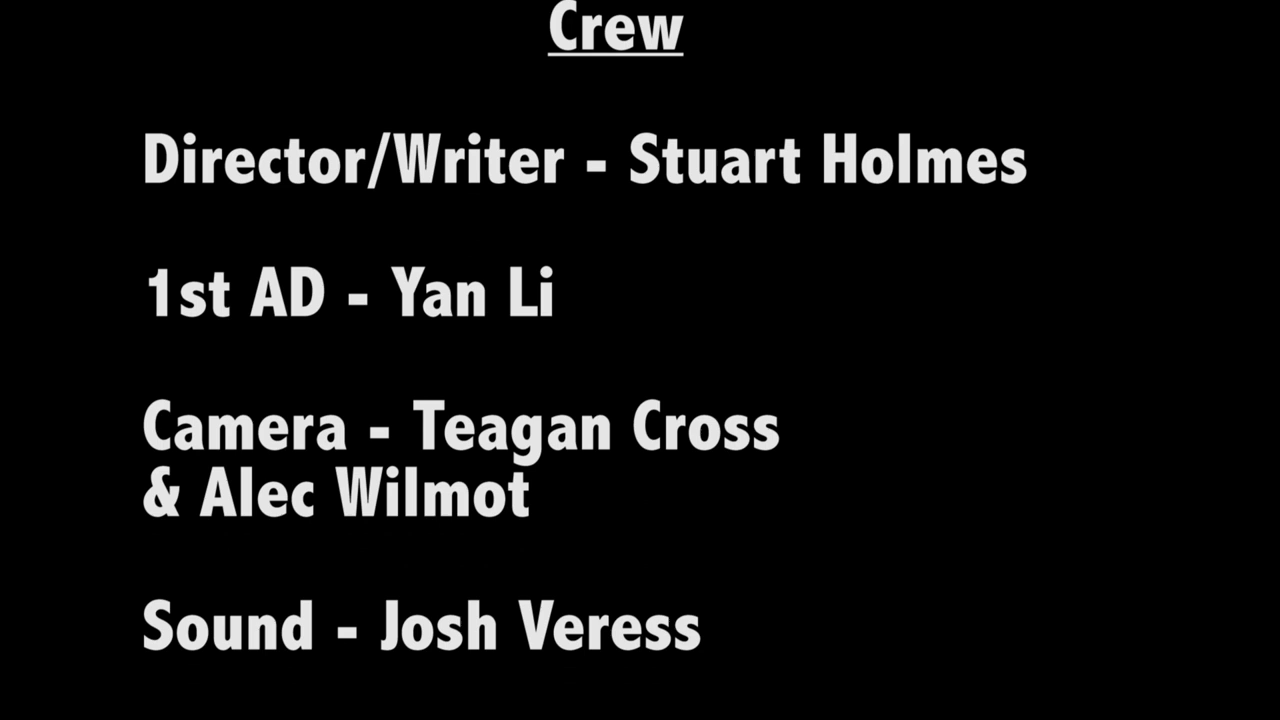 Crew
Director/Writer - Stuart Holmes
1st AD - Yan Li
Camera - Teagan Cross
& Alec Wilmot
Sound - Josh Veress